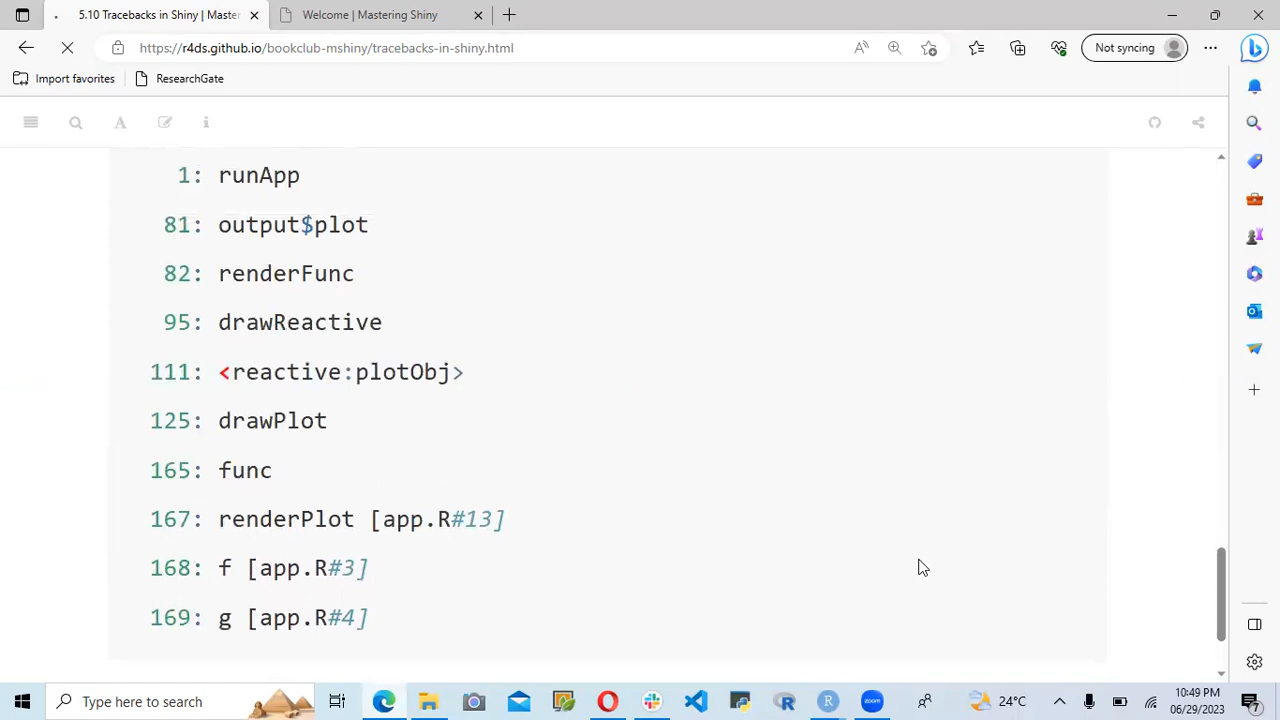 5.10 Tracebacks in Shiny | Master
Welcome | Mastering Shiny
https://r4ds.github.io/bookclub-mshiny/tracebacks-in-shiny.html
Not syncing
Import favorites
ResearchGate
1: runApp
81: output$plot
82: renderFunc
95: drawReactive
111: <reactive:plotObj>
125: drawPlot
165: func
167: renderPlot [app.R#13]
168: f [app.R#3]
169: g [app.R#4]
Type here to search
24°C
10:49 PM
06/29/2023